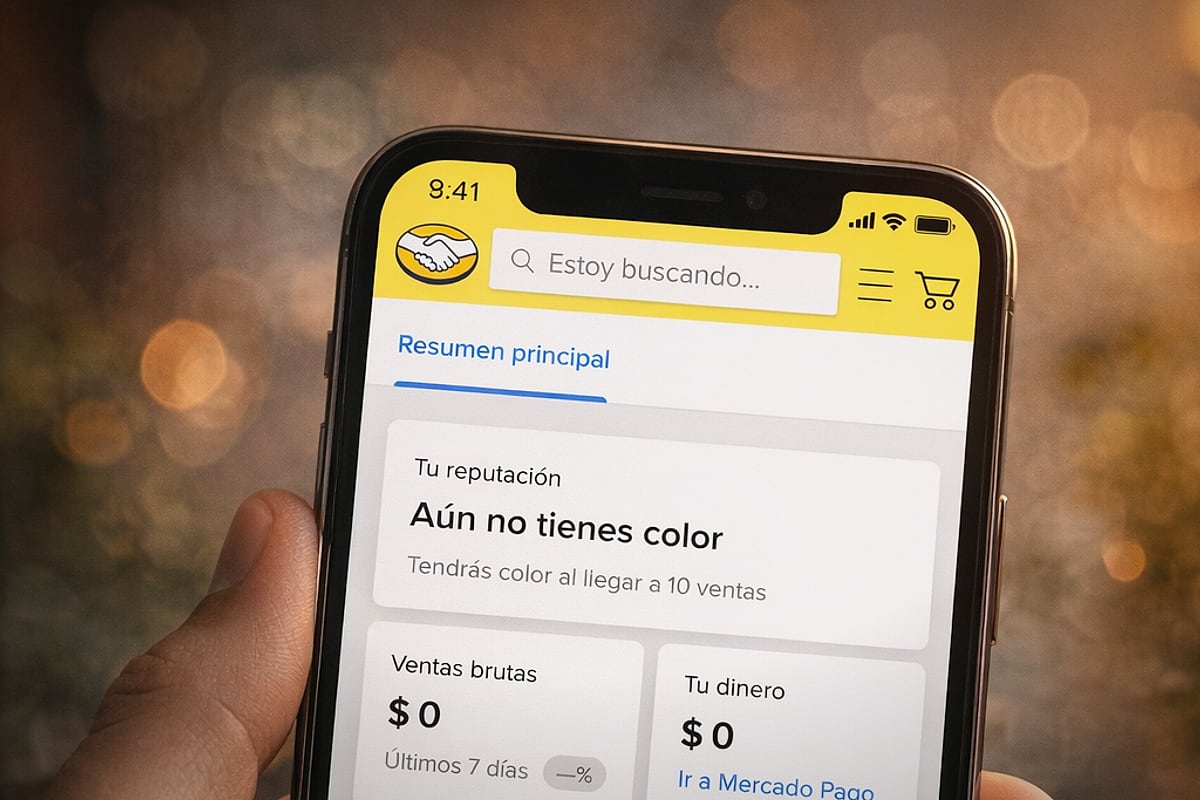 9:41
Estoy buscando...
Resumen principal
Tu reputación
Aún no tienes color
Tendrás color al llegar a 10 ventas
Ventas brutas
$ 0
Últimos 7 días —%
Tu dinero
$ 0
Ir a Mercado Pago